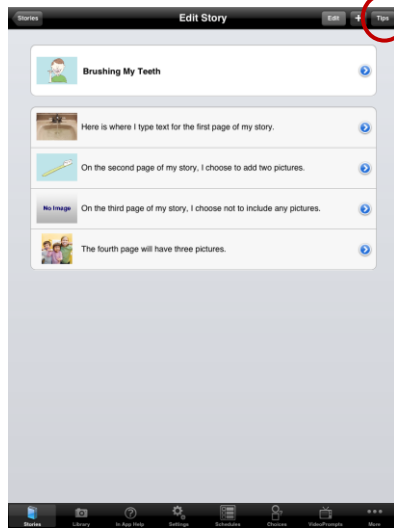 Stories Edit Story Edit + Tips
Brushing My Teeth
Here is where I type text for the first page of my story.
On the second page of my story, I choose to add two pictures.
No Image On the third page of my story, I choose not to include any pictures.
The fourth page will have three pictures.
Stories Library In App Help Settings Schedules Choices VideoPrompts More